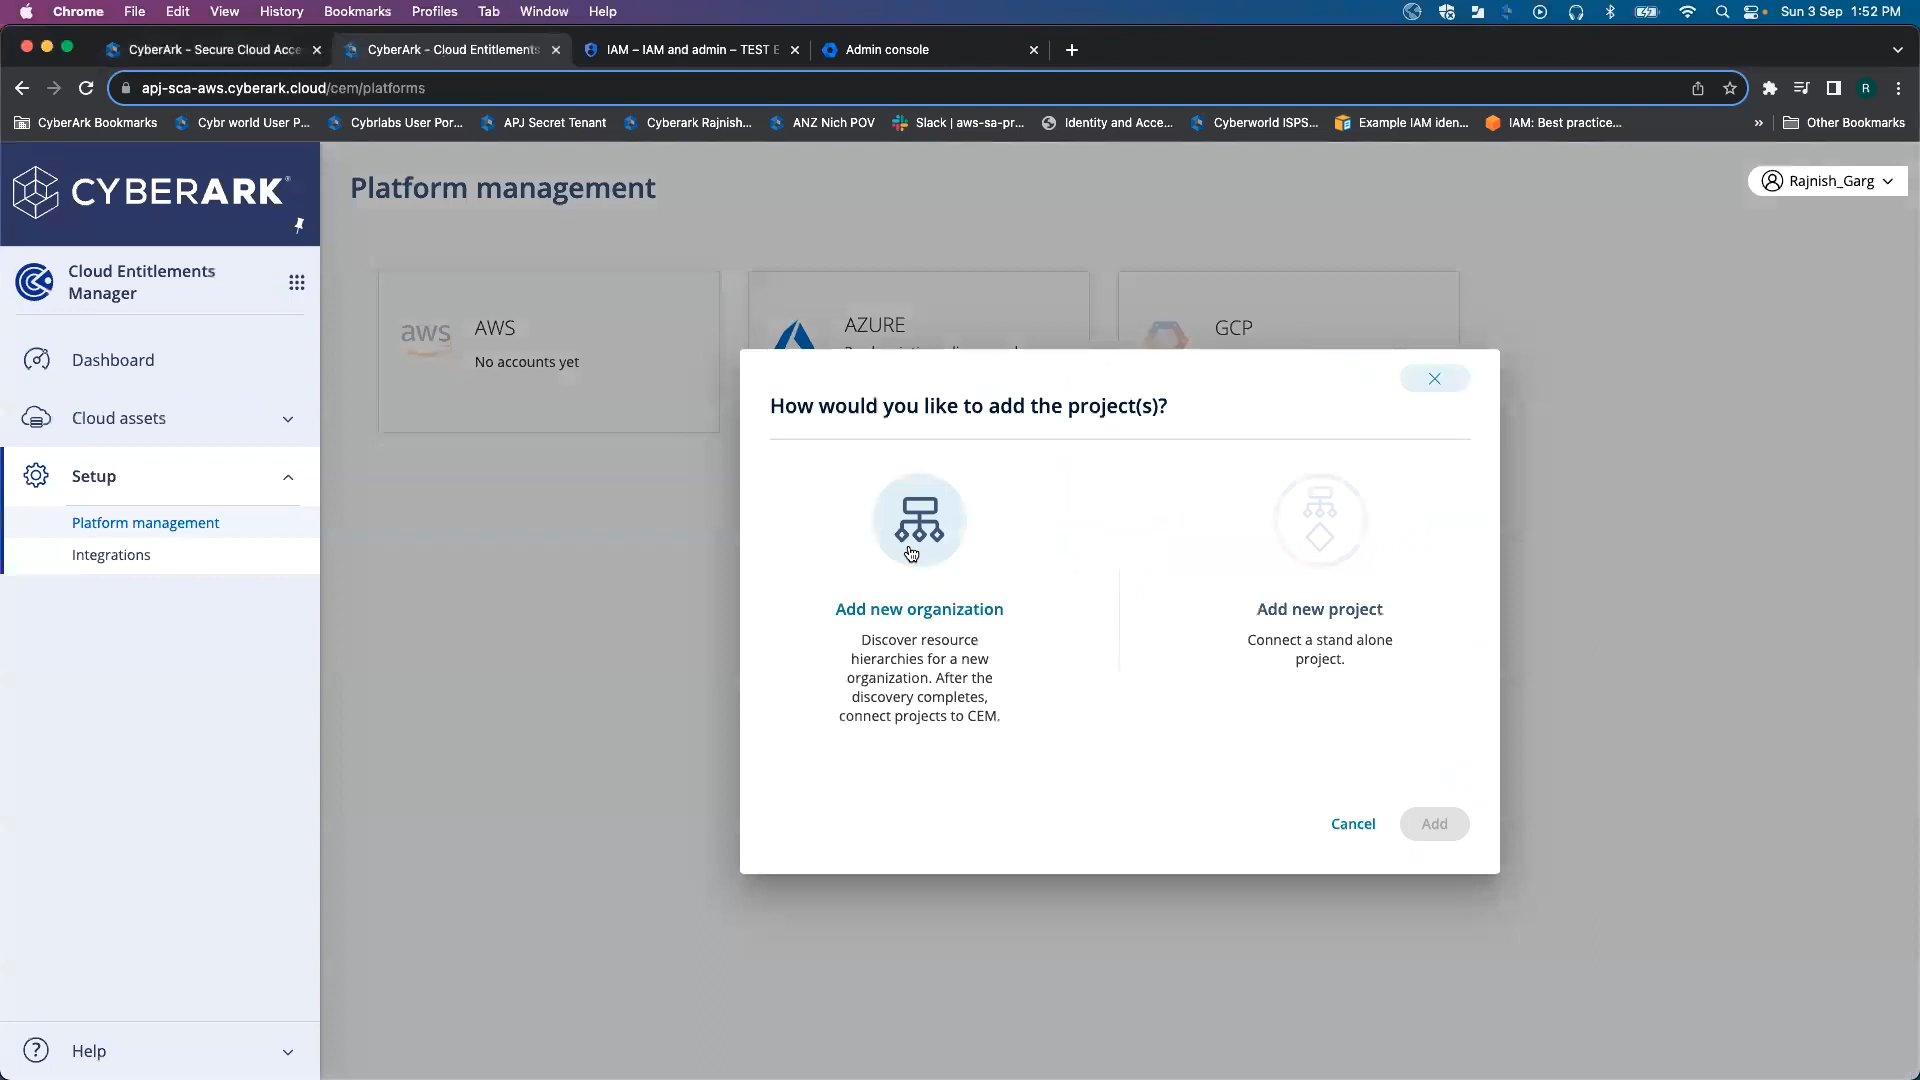 Chrome File Edit View History Bookmarks Profiles Tab Window Help Sun 3 Sep 1:52 PM
CyberArk - Secure Cloud Acce CyberArk - Cloud Entitlements IAM – IAM and admin – TEST E Admin console
apj-sca-aws.cyberark.cloud/cem/platforms R
CyberArk Bookmarks Cybr world User P... Cybrlabs User Por... APJ Secret Tenant Cyberark Rajnish... ANZ Nich POV Slack | aws-sa-pr... Identity and Acce... Cyberworld ISPS... Example IAM iden... IAM: Best practice... » Other Bookmarks
CYBERARK®
Platform management
Rajnish_Garg
Cloud Entitlements
Manager
Dashboard
Cloud assets
Setup
Platform management
Integrations
Help
aws AWS
No accounts yet
AZURE
GCP
How would you like to add the project(s)?
Add new organization
Discover resource
hierarchies for a new
organization. After the
discovery completes,
connect projects to CEM.
Add new project
Connect a stand alone
project.
Cancel Add